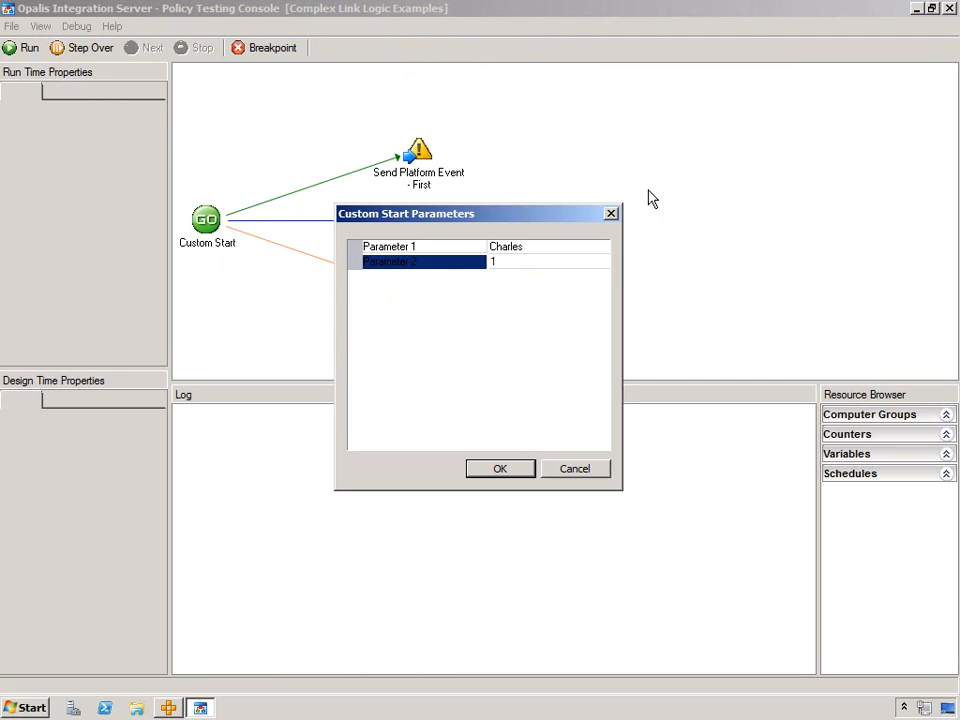 Opalis Integration Server - Policy Testing Console  [Complex Link Logic Examples]
File View Debug Help
Run Step Over Next Stop Breakpoint
Run Time Properties
Send Platform Event
- First
GO
Custom Start
Custom Start Parameters
Parameter 1 Charles
Parameter 2 1
OK Cancel
Design Time Properties
Log
Resource Browser
Computer Groups
Counters
Variables
Schedules
Start